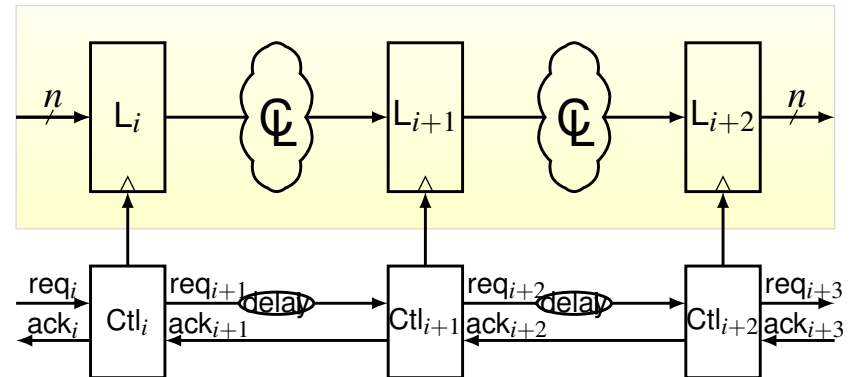 n L_i CL L_{i+1} CL L_{i+2} n
req_i req_{i+1} delay req_{i+2} delay req_{i+3}
Ctl_i Ctl_{i+1} Ctl_{i+2}
ack_i ack_{i+1} ack_{i+2} ack_{i+3}